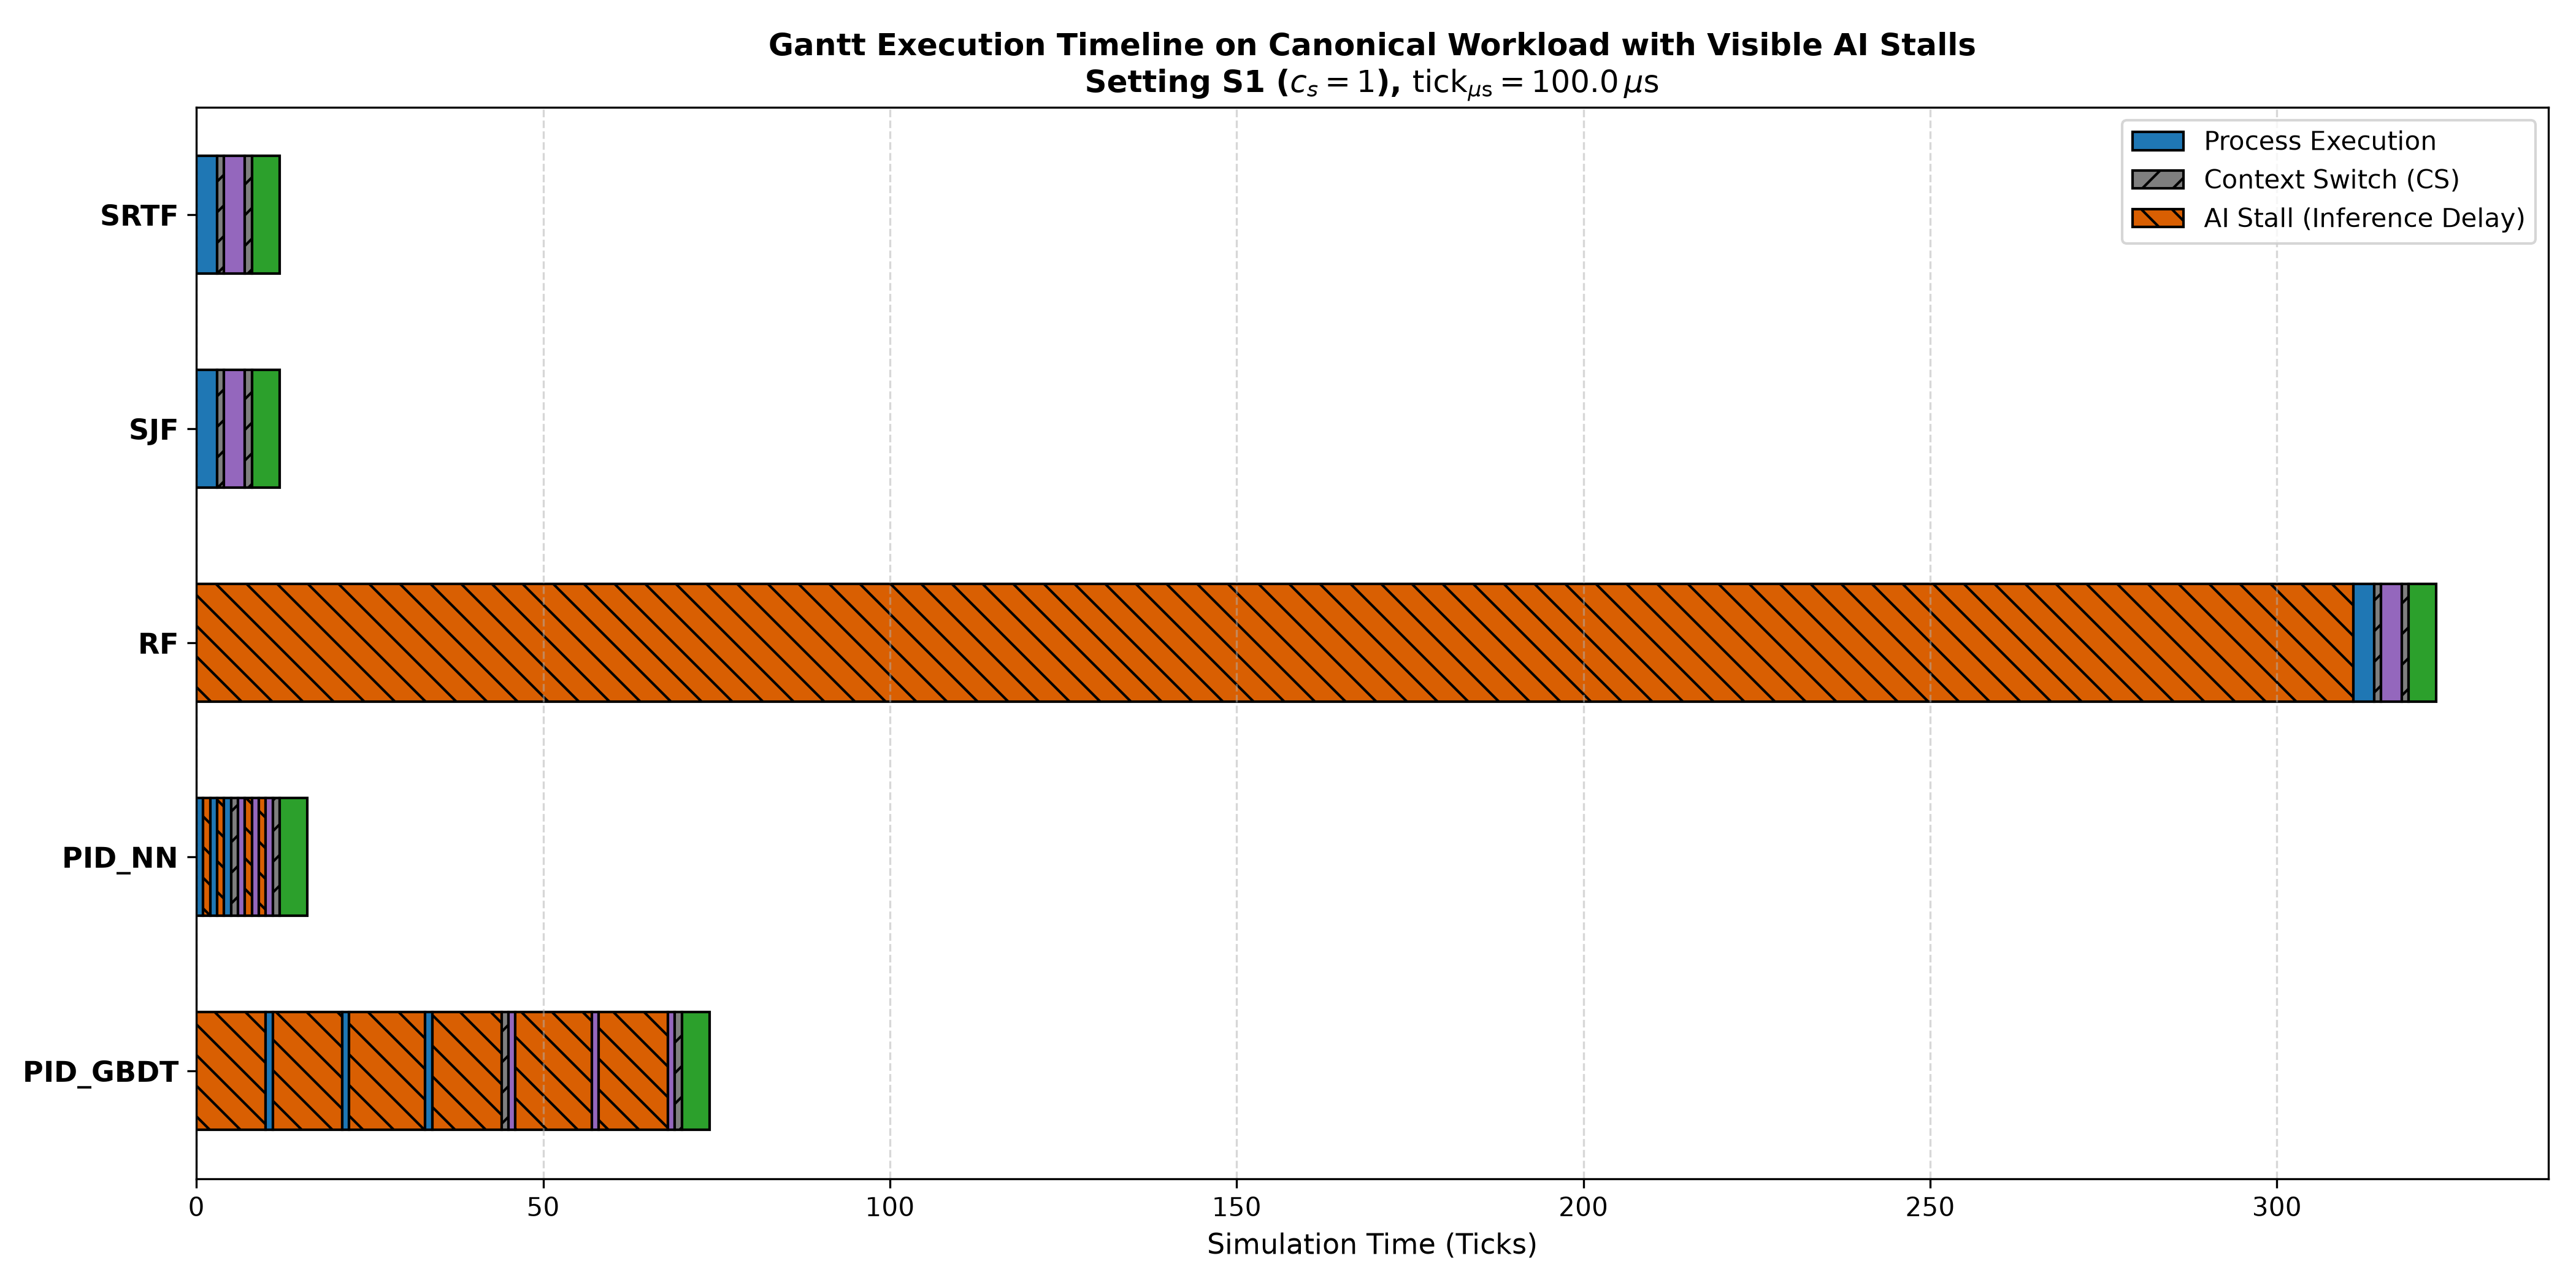 Gantt Execution Timeline on Canonical Workload with Visible AI Stalls
Setting S1 (cₛ = 1), tick_μs = 100.0 μs
Process Execution
Context Switch (CS)
AI Stall (Inference Delay)
SRTF
SJF
RF
PID_NN
PID_GBDT
0 50 100 150 200 250 300
Simulation Time (Ticks)